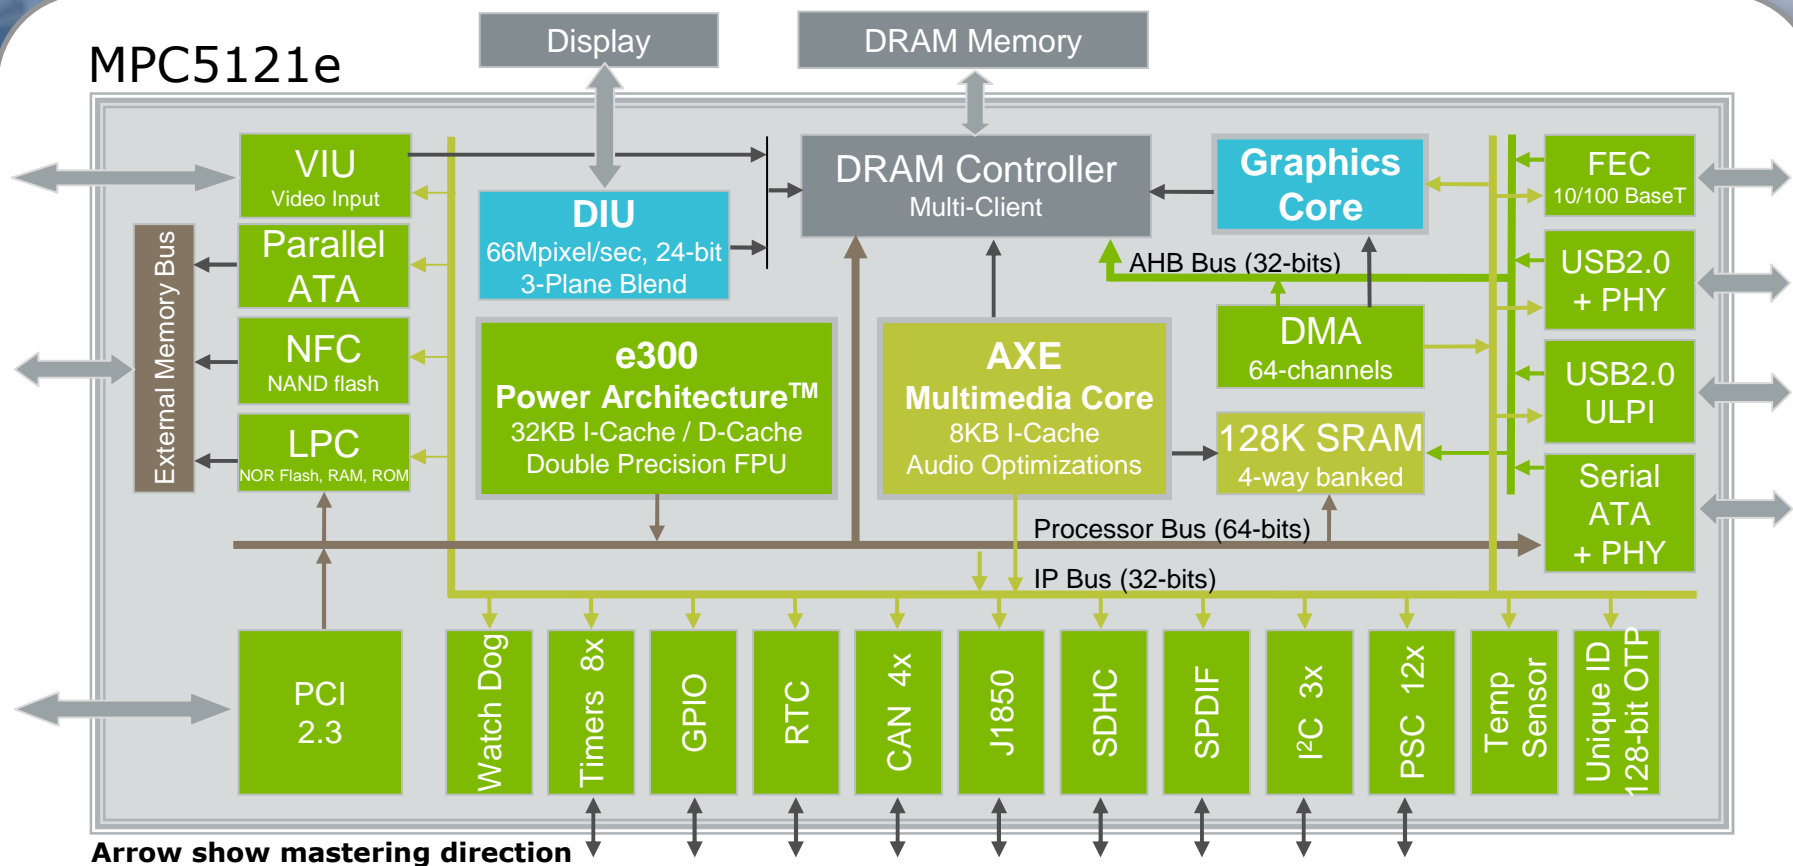 MPC5121e
Display
DRAM Memory
VIU
Video Input
DIU
66Mpixel/sec, 24-bit
3-Plane Blend
DRAM Controller
Multi-Client
Graphics
Core
FEC
10/100 BaseT
External Memory Bus
Parallel
ATA
AHB Bus (32-bits)
USB2.0
+ PHY
NFC
NAND flash
e300
Power Architecture™
32KB I-Cache / D-Cache
Double Precision FPU
AXE
Multimedia Core
8KB I-Cache
Audio Optimizations
DMA
64-channels
USB2.0
ULPI
LPC
NOR Flash, RAM, ROM
128K SRAM
4-way banked
Serial
ATA
+ PHY
Processor Bus (64-bits)
IP Bus (32-bits)
PCI
2.3
Watch Dog
Timers 8x
GPIO
RTC
CAN 4x
J1850
SDHC
SPDIF
I²C 3x
PSC 12x
Temp
Sensor
Unique ID
128-bit OTP
Arrow show mastering direction